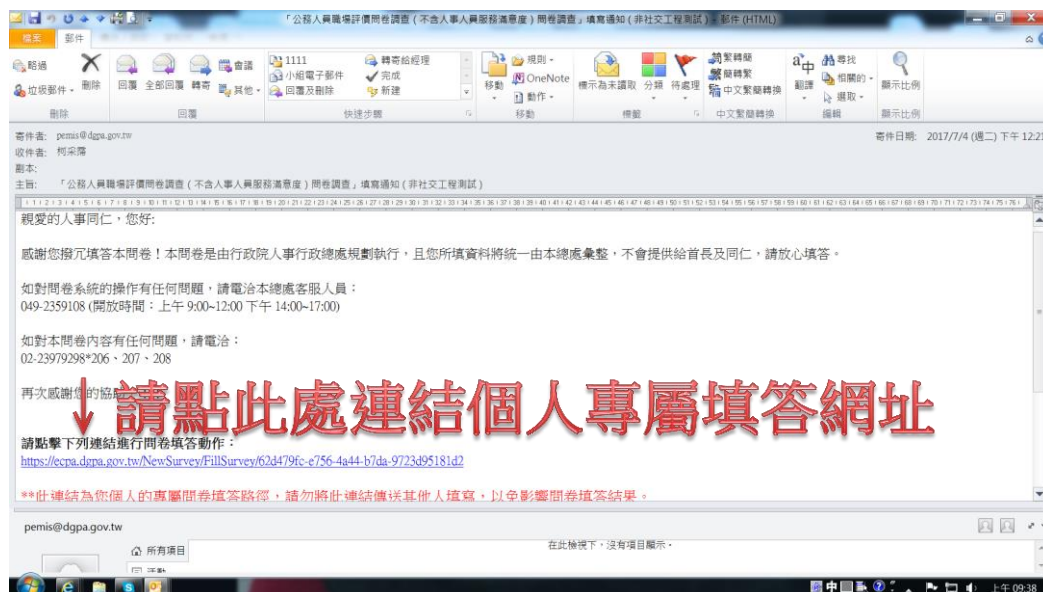 「公務人員職場評價問卷調查(不含人事人員服務滿意度)問卷調查」填寫通知(非社交工程測試) - 郵件 (HTML)
檔案 郵件
略過
垃圾郵件
刪除
回覆 全部回覆 轉寄
會議
其他
1111
小組電子郵件
回覆及刪除
轉寄給經理
完成
新建
移動
規則
OneNote
動作
標示為未讀取 分類 待處理
繁轉簡
簡轉繁
中文繁簡轉換
翻譯
尋找
相關的
選取
顯示比例
刪除 回覆 快速步驟 移動 標籤 中文繁簡轉換 編輯 顯示比例
寄件者: pemis@dgpa.gov.tw 寄件日期: 2017/7/4 (週二) 下午 12:21
收件者: 柯采霈
副本:
主旨: 「公務人員職場評價問卷調查(不含人事人員服務滿意度)問卷調查」填寫通知(非社交工程測試)
親愛的人事同仁,您好:
感謝您撥冗填答本問卷!本問卷是由行政院人事行政總處規劃執行,且您所填資料將統一由本總處彙整,不會提供給首長及同仁,請放心填答。
如對問卷系統的操作有任何問題,請電洽本總處客服人員:
049-2359108 (開放時間:上午 9:00~12:00 下午 14:00~17:00)
如對本問卷內容有任何問題,請電洽:
02-23979298*206、207、208
再次感謝您的協
↓請點此處連結個人專屬填答網址
請點擊下列連結進行問卷填答動作:
https://ecpa.dgpa.gov.tw/NewSurvey/FillSurvey/62d479fc-e756-4a44-b7da-9723d95181d2
**此連結為您個人的專屬問卷填答路徑,請勿將此連結傳送其他人填寫,以免影響問卷填答結果。
pemis@dgpa.gov.tw
所有項目
在此檢視下,沒有項目顯示。
活動
中
上午 09:38